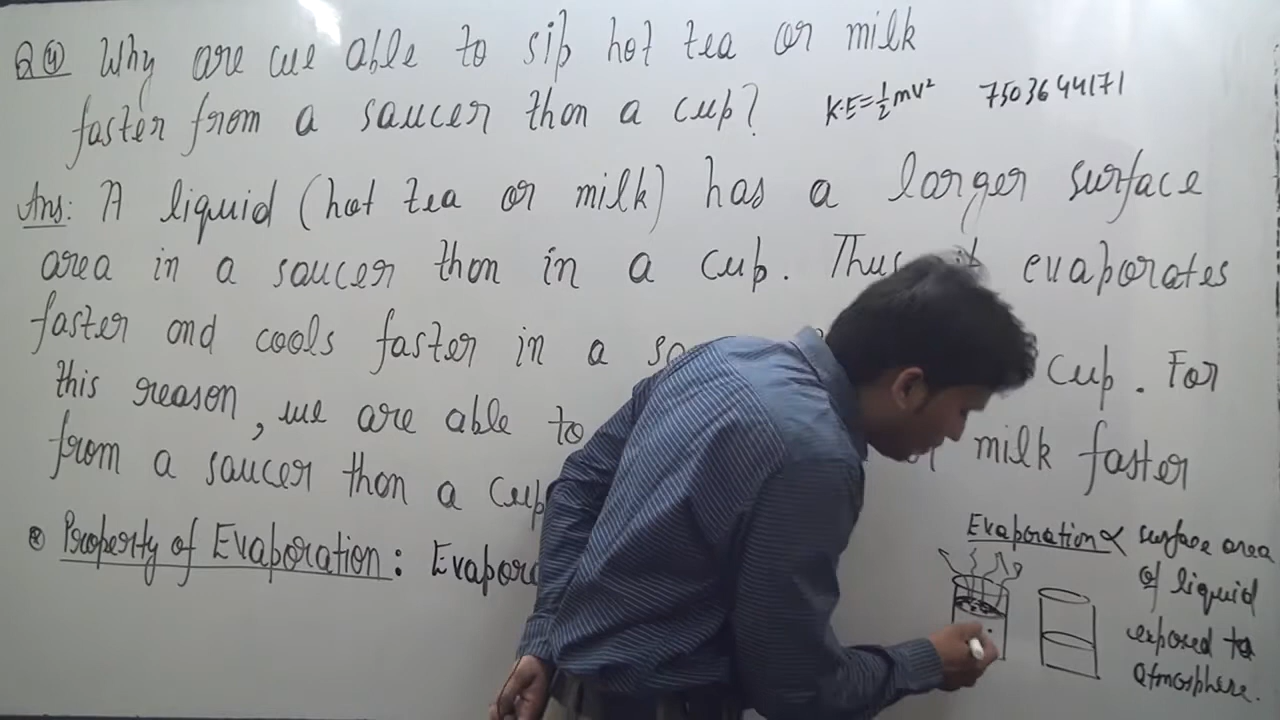 Q④ Why are we able to sip hot tea or milk
faster from a saucer than a cup?
K.E=½mv² 7503644171
Ans: A liquid (hot tea or milk) has a larger surface
area in a saucer than in a cup. Thus it evaporates
faster and cools faster in a cup. For
this reason, we are able to
from a saucer than a cup
milk faster
Property of Evaporation: Evapora
Evaporation ∝ surface area
of liquid
exposed to
atmosphere.